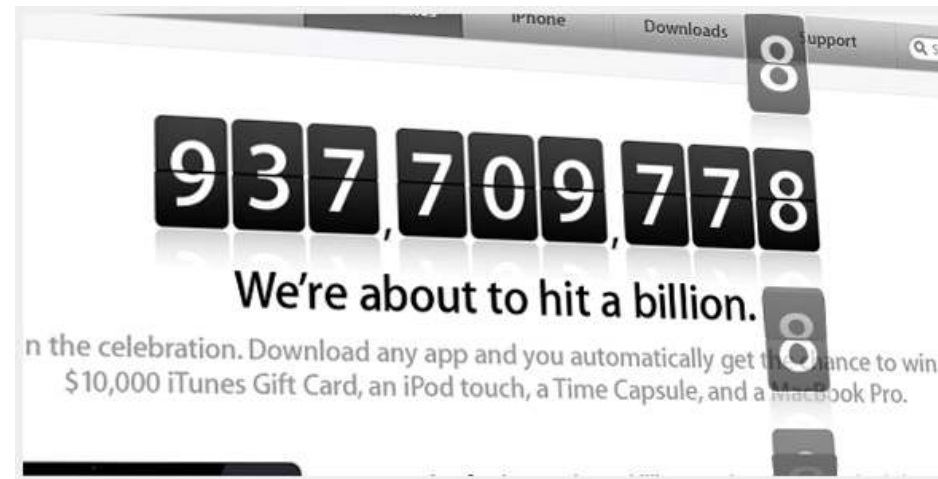 iPhone
Downloads
Support
8
937,709,778
We're about to hit a billion.
n the celebration. Download any app and you automatically get the chance to win
$10,000 iTunes Gift Card, an iPod touch, a Time Capsule, and a MacBook Pro.
8